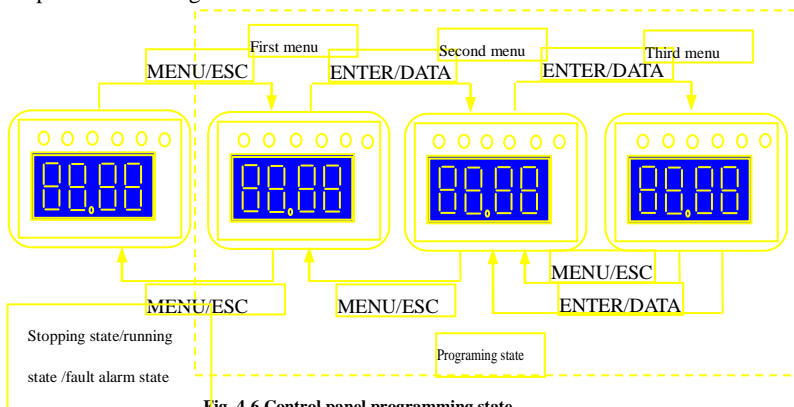 First menu
Second menu
Third menu
MENU/ESC
ENTER/DATA
ENTER/DATA
88.88
88.88
88.88
88.88
MENU/ESC
MENU/ESC
MENU/ESC
ENTER/DATA
Stopping state/running
state /fault alarm state
Programing state
Fig. 4.6 Control panel programming state